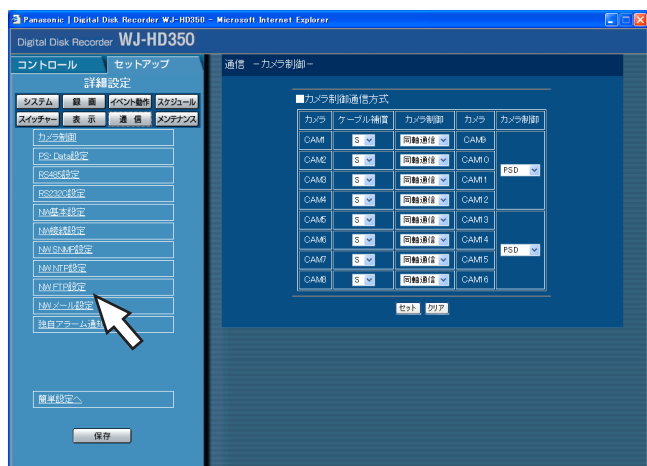 Panasonic | Digital Disk Recorder WJ-HD350 - Microsoft Internet Explorer
Digital Disk Recorder WJ-HD350
コントロール セットアップ
詳細設定
システム 録 画 イベント動作 スケジュール
スイッチャー 表 示 通 信 メンテナンス
カメラ制御
PS･Data設定
RS485設定
RS232C設定
NW基本設定
NW接続設定
NW SNMP設定
NW NTP設定
NW FTP設定
NW メール設定
独自アラーム通知
簡単設定へ
保存
通信 −カメラ制御−
■カメラ制御通信方式
カメラ ケーブル補償 カメラ制御 カメラ カメラ制御
CAM1 S 同軸通信 CAM9
CAM2 S 同軸通信 CAM10
PSD
CAM3 S 同軸通信 CAM11
CAM4 S 同軸通信 CAM12
CAM5 S 同軸通信 CAM13
CAM6 S 同軸通信 CAM14
PSD
CAM7 S 同軸通信 CAM15
CAM8 S 同軸通信 CAM16
セット クリア